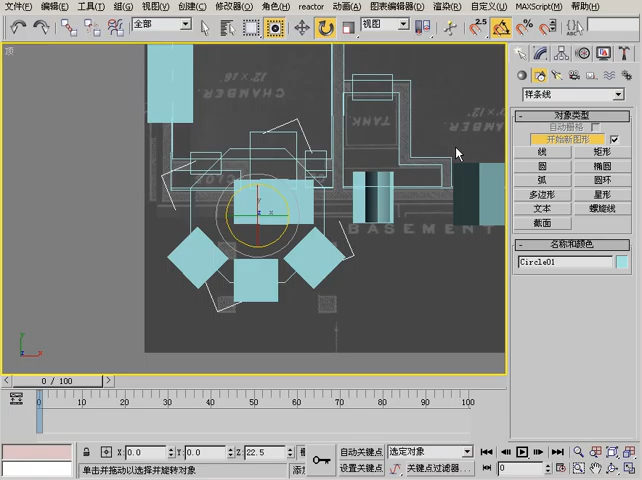 文件(F) 编辑(E) 工具(T) 组(G) 视图(V) 创建(C) 修改器(O) 角色(H) reactor 动画(A) 图表编辑器(D) 渲染(R) 自定义(U) MAXScript(M) 帮助(H)
全部 视图 2.5
顶
样条线
对象类型
自动栅格
开始新图形
线 矩形
圆 椭圆
弧 圆环
多边形 星形
文本 螺旋线
截面
名称和颜色
Circle01
CHAMBER
12'×16'
TANK
BASEMENT
y
z x
0 / 100
0 10 20 30 40 50 60 70 80 90 100
X: 0.0 Y: 0.0 Z: 22.5 自动关键点 选定对象
单击并拖动以选择并旋转对象 添加 设置关键点 关键点过滤器... 0